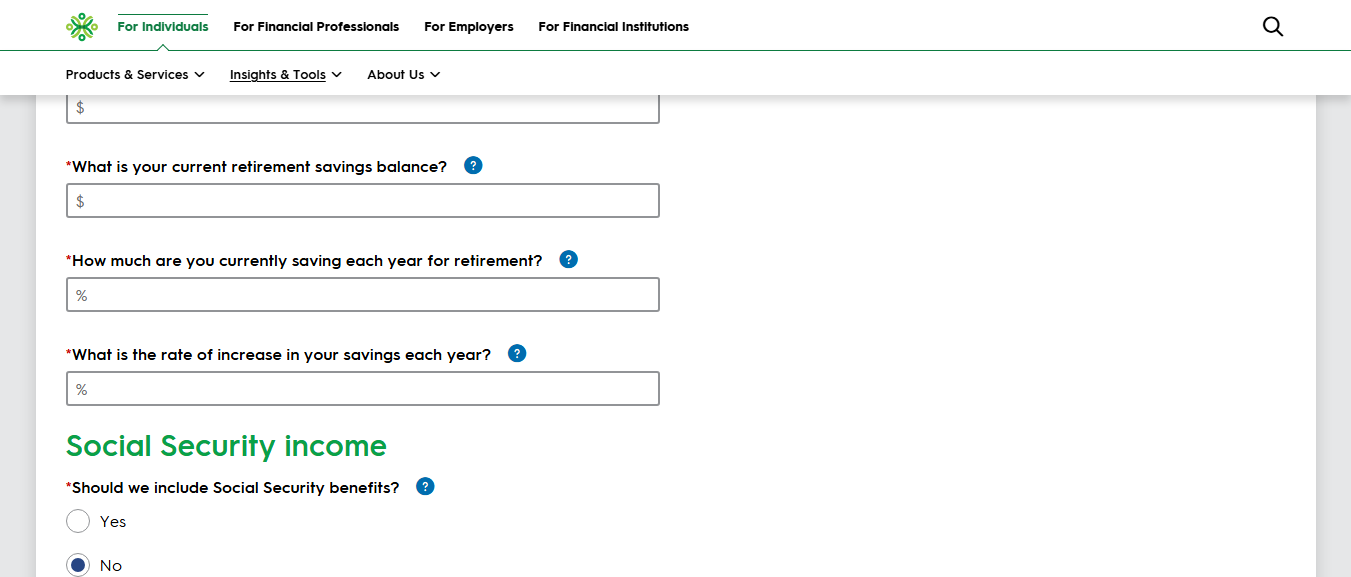 For Individuals For Financial Professionals For Employers For Financial Institutions
Products & Services Insights & Tools About Us
$
*What is your current retirement savings balance? ?
$
*How much are you currently saving each year for retirement? ?
%
*What is the rate of increase in your savings each year? ?
%
Social Security income
*Should we include Social Security benefits? ?
Yes
No